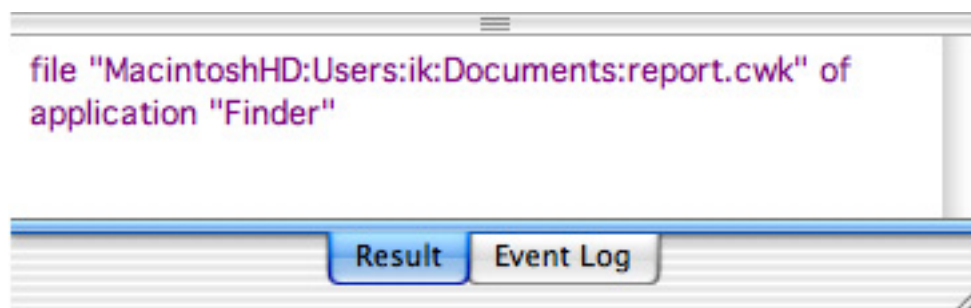 file "MacintoshHD:Users:ik:Documents:report.cwk" of
application "Finder"
Result Event Log